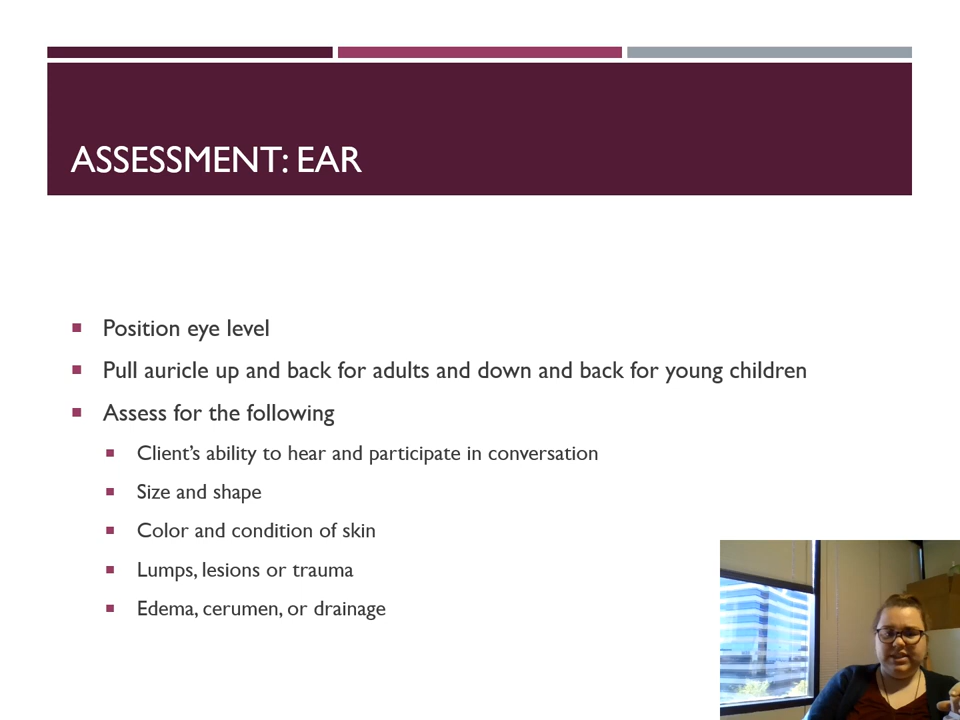 ASSESSMENT: EAR
Position eye level
Pull auricle up and back for adults and down and back for young children
Assess for the following
Client’s ability to hear and participate in conversation
Size and shape
Color and condition of skin
Lumps, lesions or trauma
Edema, cerumen, or drainage